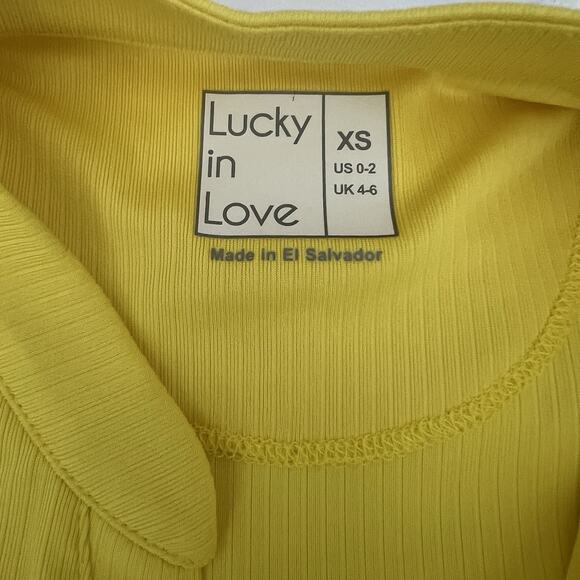 Lucky
in
Love
XS
US 0-2
UK 4-6
Made in El Salvador